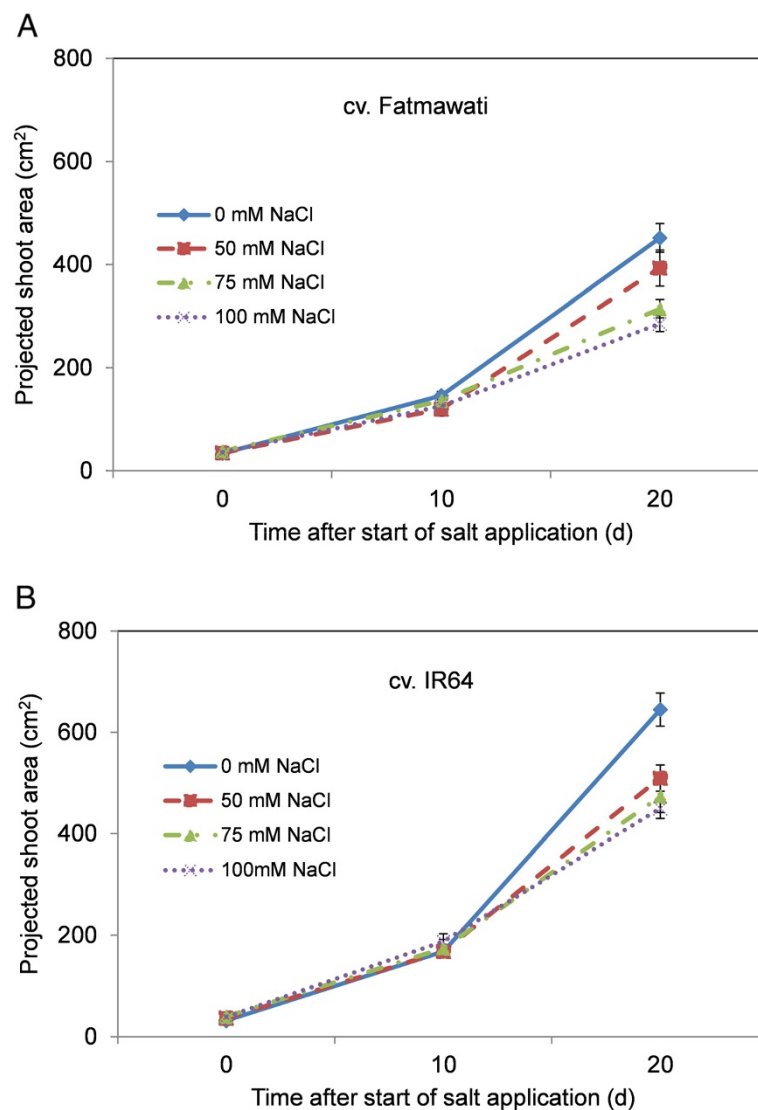 A
800
600
400
200
0
Projected shoot area (cm²)
cv. Fatmawati
0 mM NaCl
50 mM NaCl
75 mM NaCl
100 mM NaCl
0 10 20
Time after start of salt application (d)
B
800
600
400
200
0
Projected shoot area (cm²)
cv. IR64
0 mM NaCl
50 mM NaCl
75 mM NaCl
100mM NaCl
0 10 20
Time after start of salt application (d)